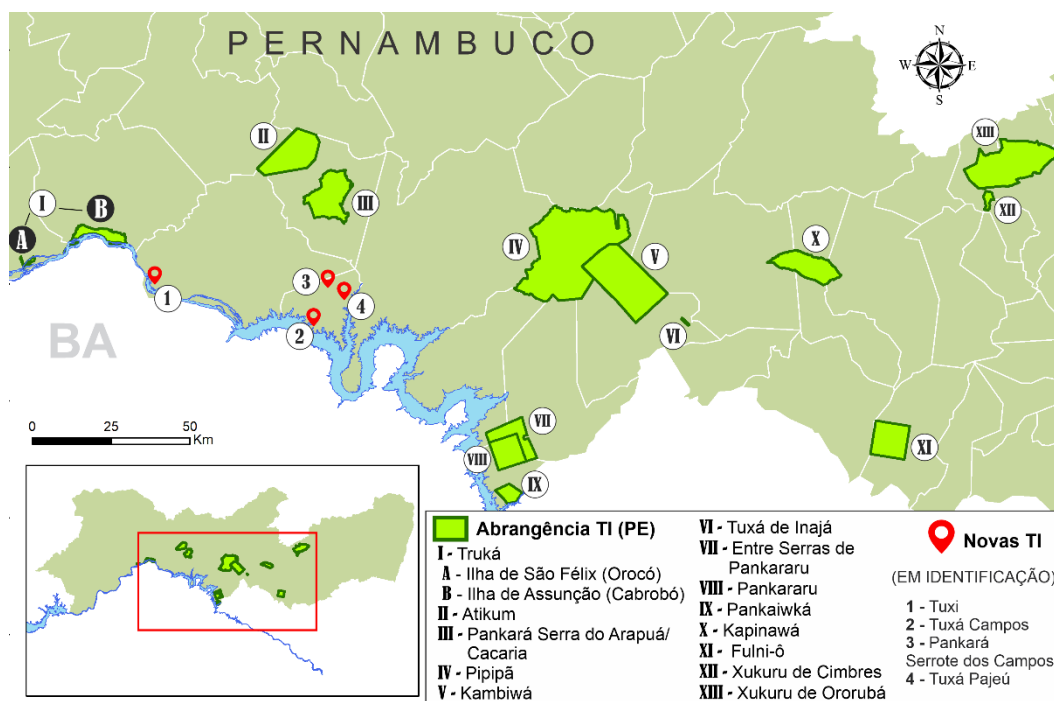 PERNAMBUCO
N
W
E
S
XIII
II
I
B
III
XII
A
X
IV
V
3
1
4
BA
2
VI
0
25
50
Km
VII
XI
VIII
IX
Abrangência TI (PE)
I - Truká
A - Ilha de São Félix (Orocó)
B - Ilha de Assunção (Cabrobó)
II - Atikum
III - Pankará Serra do Arapuá/
Cacaria
IV - Pipipã
V - Kambiwá
VI - Tuxá de Inajá
VII - Entre Serras de
Pankararu
VIII - Pankararu
IX - Pankaiwká
X - Kapinawá
XI - Fulni-ô
XII - Xukuru de Cimbres
XIII - Xukuru de Ororubá
Novas TI
(EM IDENTIFICAÇÃO)
1 - Tuxi
2 - Tuxá Campos
3 - Pankará
Serrote dos Campos
4 - Tuxá Pajeú